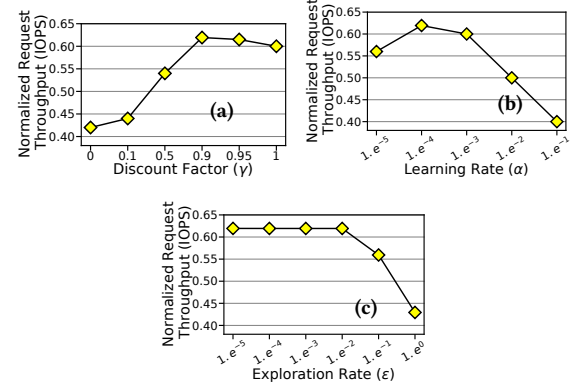 Normalized Request
Throughput (IOPS)
0.65
0.60
0.55
0.50
0.45
0.40
(a)
0 0.1 0.5 0.9 0.95 1
Discount Factor (γ)
Normalized Request
Throughput (IOPS)
0.65
0.60
0.55
0.50
0.45
0.40
(b)
1.e⁻⁵ 1.e⁻⁴ 1.e⁻³ 1.e⁻² 1.e⁻¹
Learning Rate (α)
Normalized Request
Throughput (IOPS)
0.65
0.60
0.55
0.50
0.45
0.40
(c)
1.e⁻⁵ 1.e⁻⁴ 1.e⁻³ 1.e⁻² 1.e⁻¹ 1.e⁰
Exploration Rate (ε)